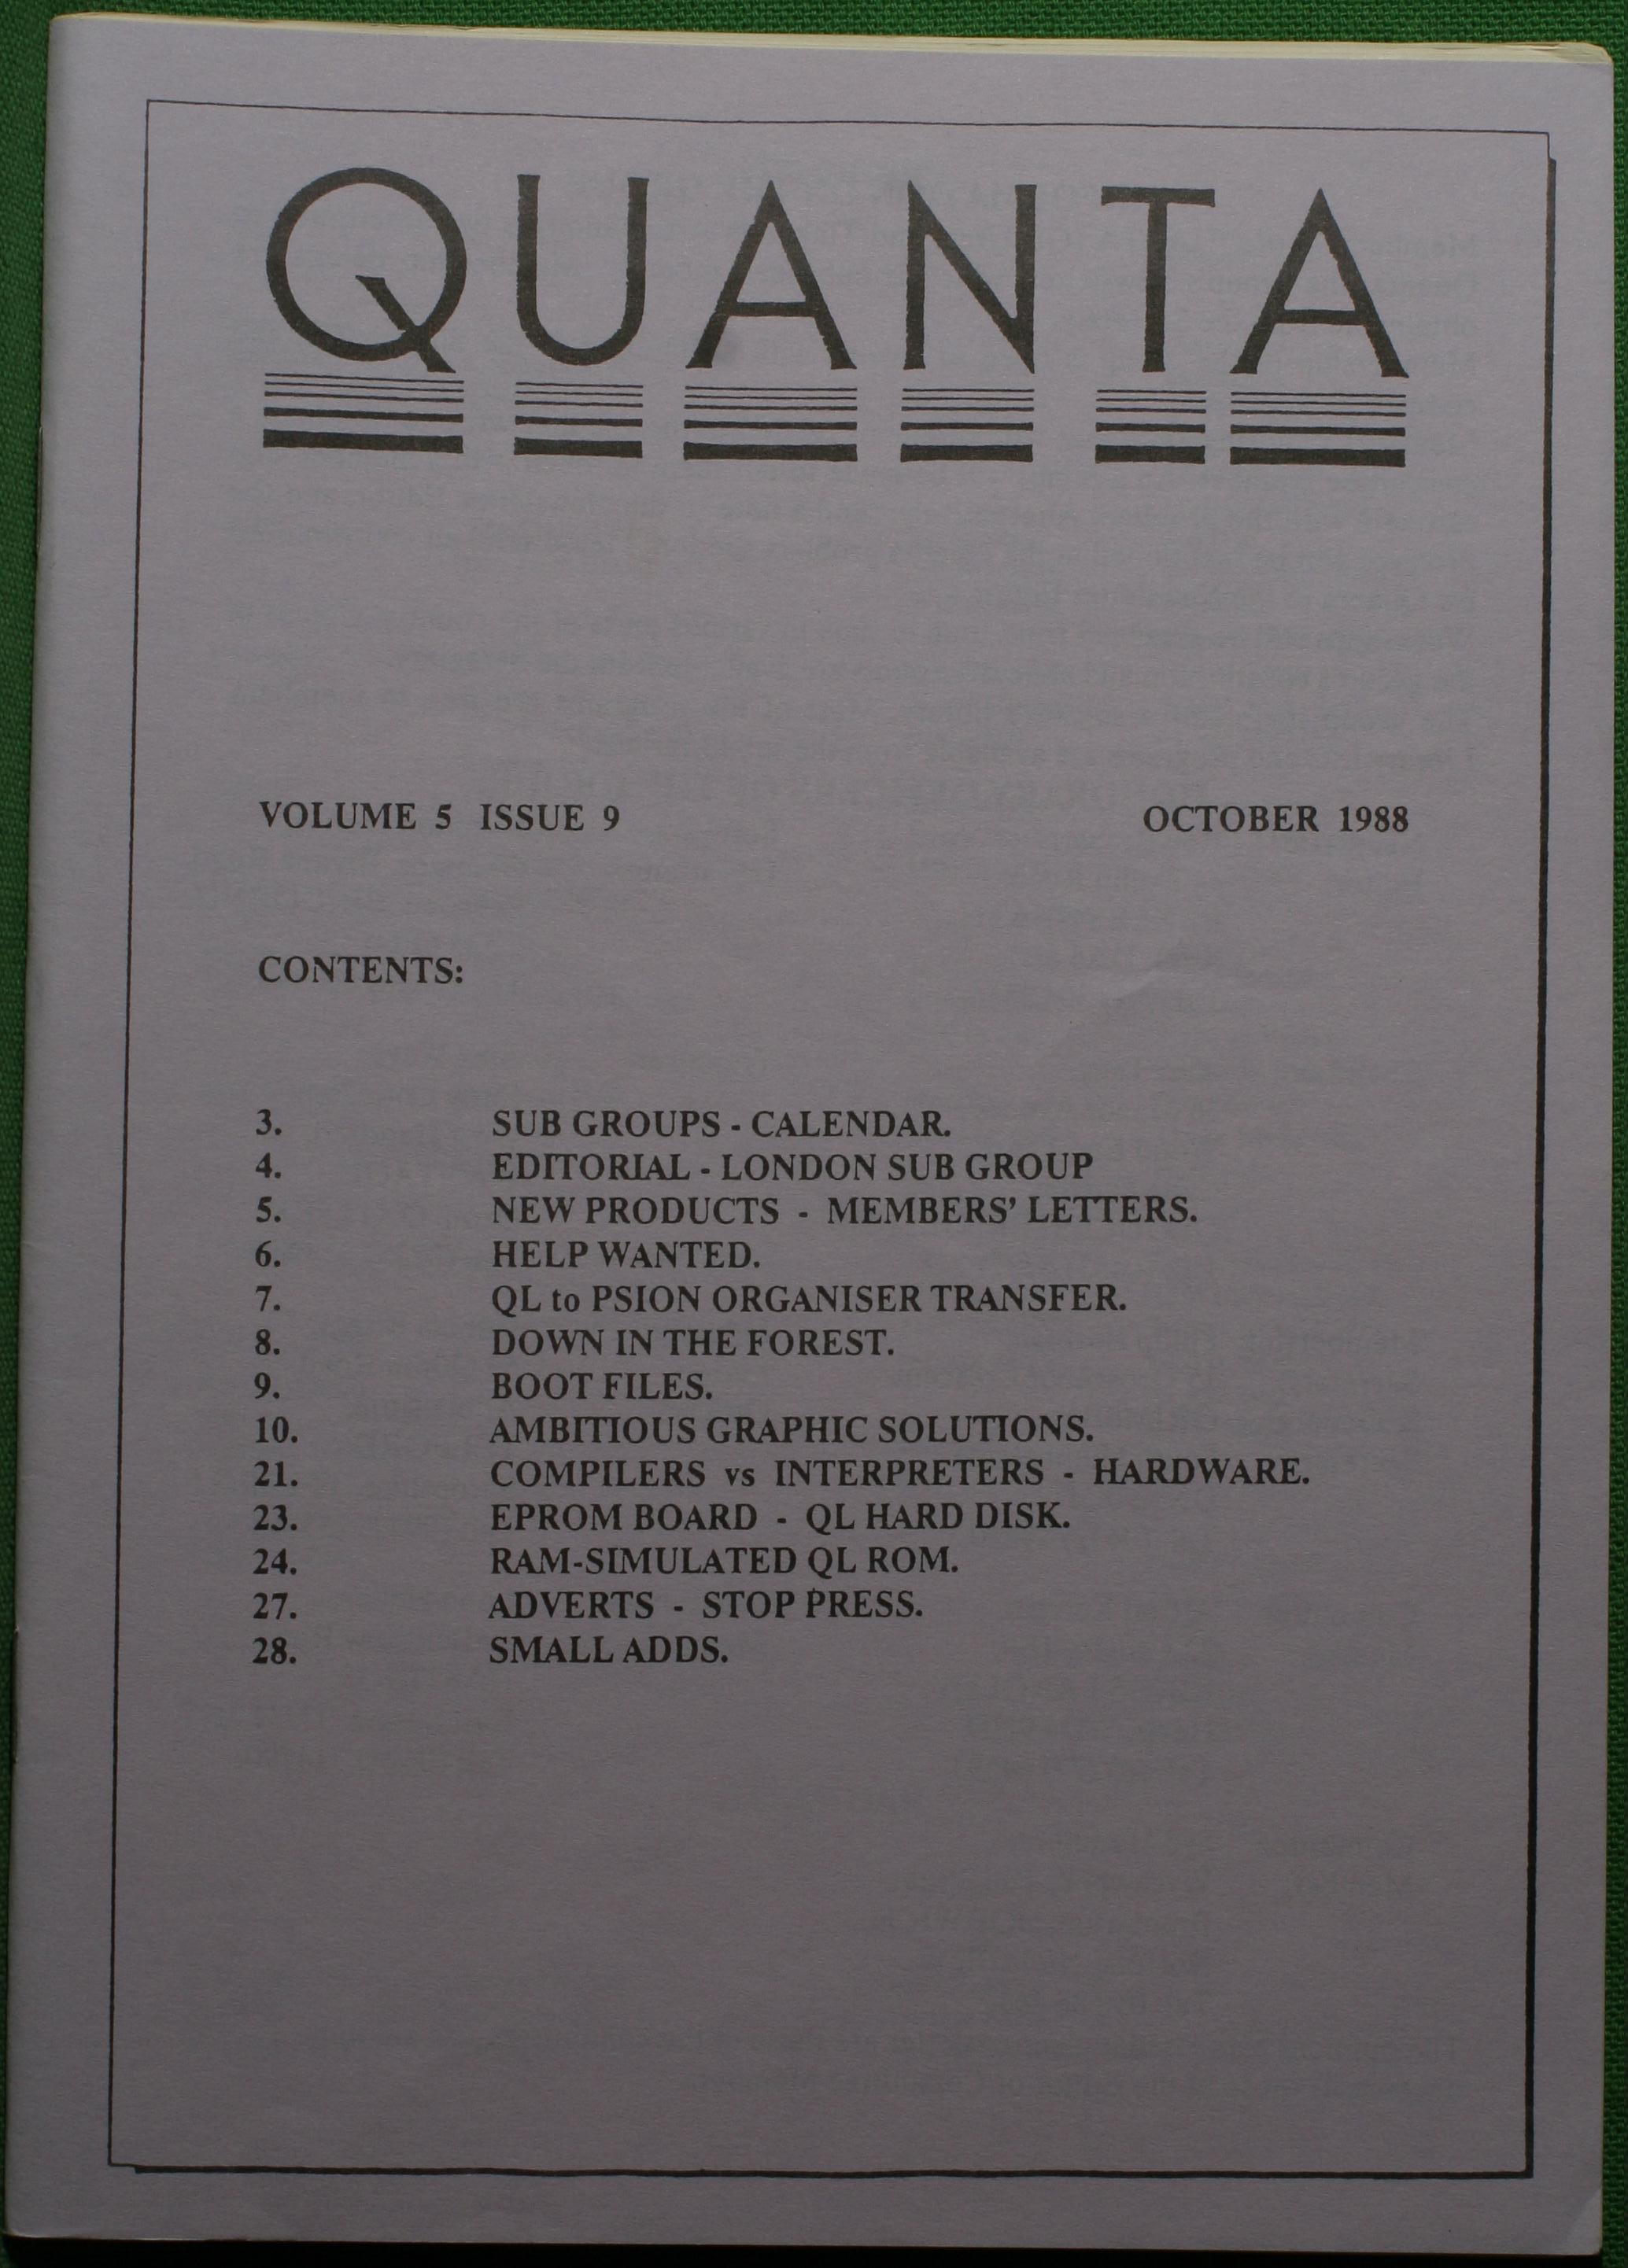 QUANTA
VOLUME 5 ISSUE 9 OCTOBER 1988
CONTENTS:
3. SUB GROUPS - CALENDAR.
4. EDITORIAL - LONDON SUB GROUP
5. NEW PRODUCTS - MEMBERS' LETTERS.
6. HELP WANTED.
7. QL to PSION ORGANISER TRANSFER.
8. DOWN IN THE FOREST.
9. BOOT FILES.
10. AMBITIOUS GRAPHIC SOLUTIONS.
21. COMPILERS vs INTERPRETERS - HARDWARE.
23. EPROM BOARD - QL HARD DISK.
24. RAM-SIMULATED QL ROM.
27. ADVERTS - STOP PRESS.
28. SMALL ADDS.